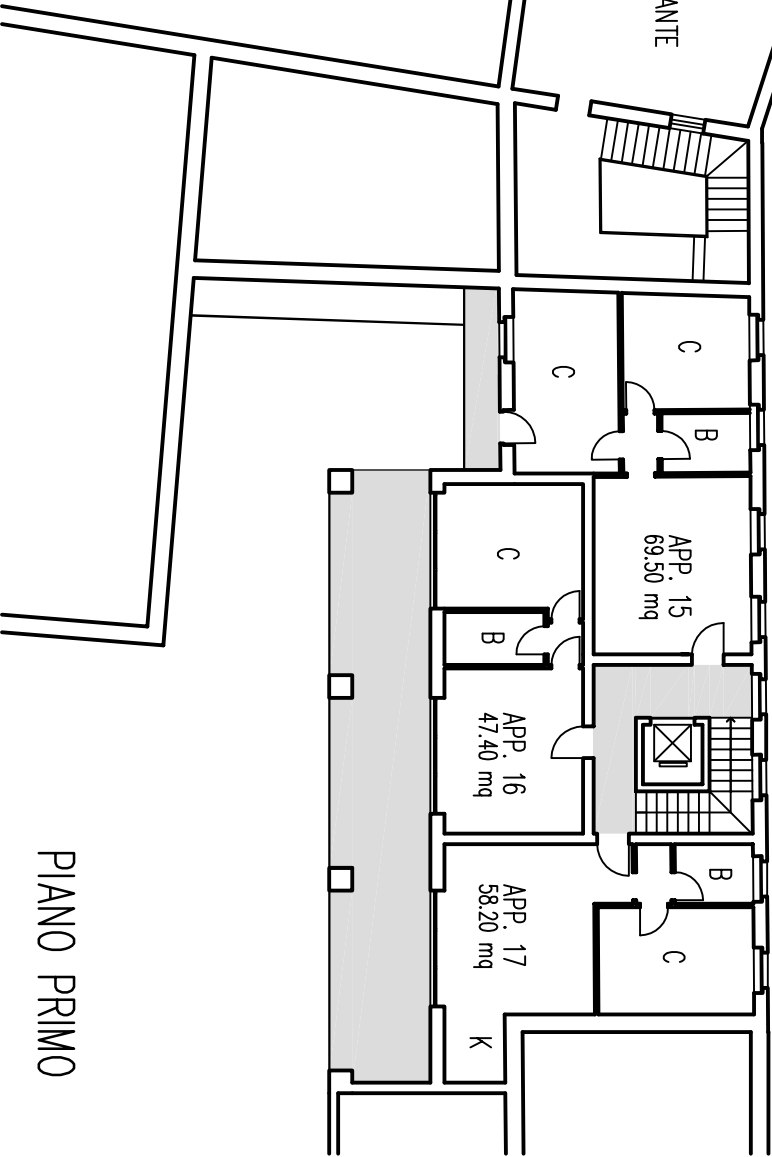 ANTE
C
C
B
APP. 15
69.50 mq
C
B
APP. 16
47.40 mq
B
APP. 17
58.20 mq
C
K
PIANO PRIMO